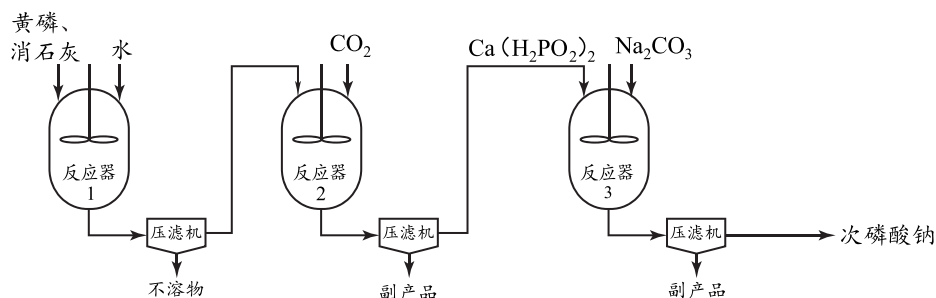 黄磷、
消石灰
水
CO₂
Ca(H₂PO₂)₂
Na₂CO₃
反应器
1
反应器
2
反应器
3
压滤机
压滤机
压滤机
次磷酸钠
不溶物
副产品
副产品